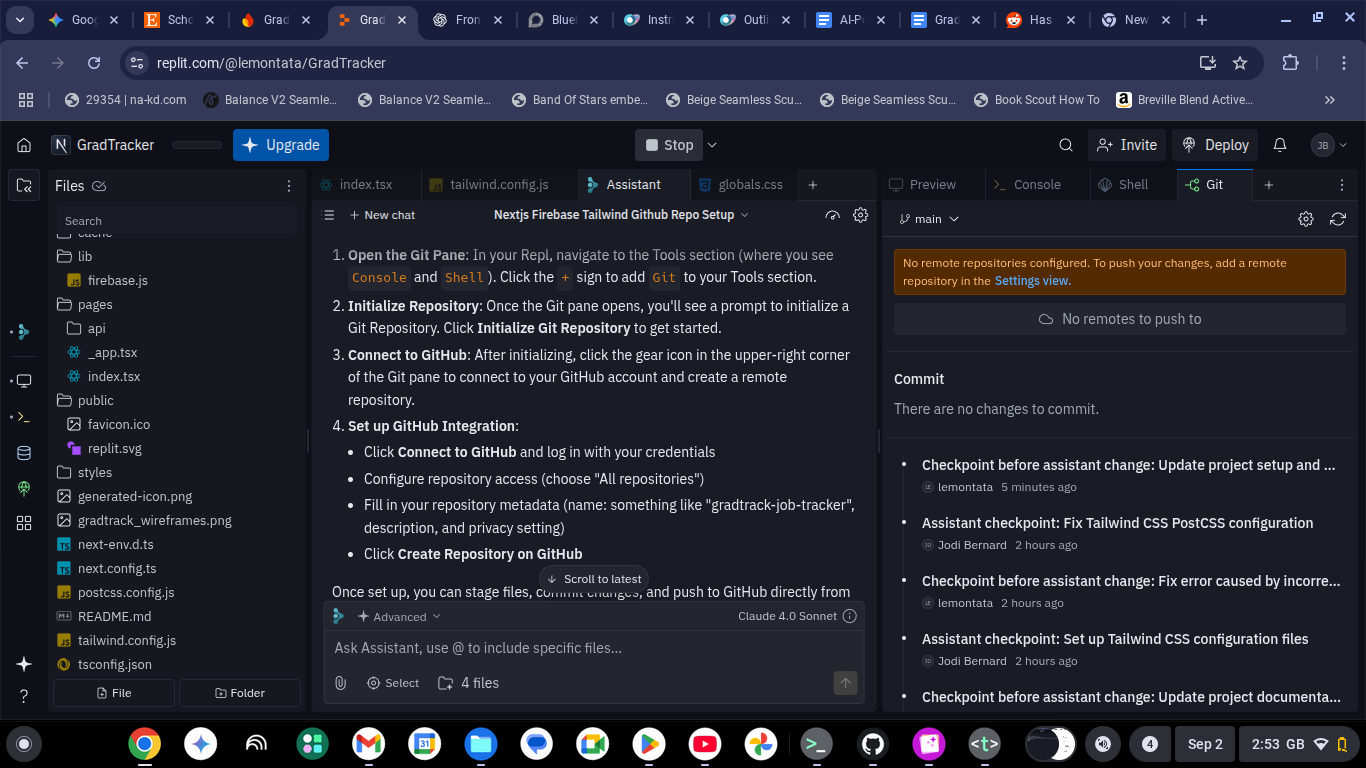 Goog
Scho
Grad
Grad
Fron
Bluel
Instr
Outli
AI-P
Grad
Has
New
replit.com/@lemontata/GradTracker
29354 | na-kd.com
Balance V2 Seamle...
Balance V2 Seamle...
Band Of Stars embe...
Beige Seamless Scu...
Beige Seamless Scu...
Book Scout How To
Breville Blend Active...
GradTracker
Upgrade
Stop
Invite
Deploy
JB
Files
index.tsx
tailwind.config.js
Assistant
globals.css
Preview
Console
Shell
Git
Search
New chat
Nextjs Firebase Tailwind Github Repo Setup
main
cache
lib
firebase.js
pages
api
_app.tsx
index.tsx
public
favicon.ico
replit.svg
styles
generated-icon.png
gradtrack_wireframes.png
next-env.d.ts
next.config.ts
postcss.config.js
README.md
tailwind.config.js
tsconfig.json
File
Folder
1. Open the Git Pane: In your Repl, navigate to the Tools section (where you see
Console and Shell ). Click the + sign to add Git to your Tools section.
2. Initialize Repository: Once the Git pane opens, you'll see a prompt to initialize a
Git Repository. Click Initialize Git Repository to get started.
3. Connect to GitHub: After initializing, click the gear icon in the upper-right corner
of the Git pane to connect to your GitHub account and create a remote
repository.
4. Set up GitHub Integration:
• Click Connect to GitHub and log in with your credentials
• Configure repository access (choose "All repositories")
• Fill in your repository metadata (name: something like "gradtrack-job-tracker",
description, and privacy setting)
• Click Create Repository on GitHub
Scroll to latest
Once set up, you can stage files, commit changes, and push to GitHub directly from
Advanced
Claude 4.0 Sonnet
Ask Assistant, use @ to include specific files...
Select
4 files
No remote repositories configured. To push your changes, add a remote
repository in the Settings view.
No remotes to push to
Commit
There are no changes to commit.
Checkpoint before assistant change: Update project setup and ...
LE lemontata 5 minutes ago
Assistant checkpoint: Fix Tailwind CSS PostCSS configuration
JO Jodi Bernard 2 hours ago
Checkpoint before assistant change: Fix error caused by incorre...
LE lemontata 2 hours ago
Assistant checkpoint: Set up Tailwind CSS configuration files
JO Jodi Bernard 2 hours ago
Checkpoint before assistant change: Update project documenta...
31
4
Sep 2
2:53 GB